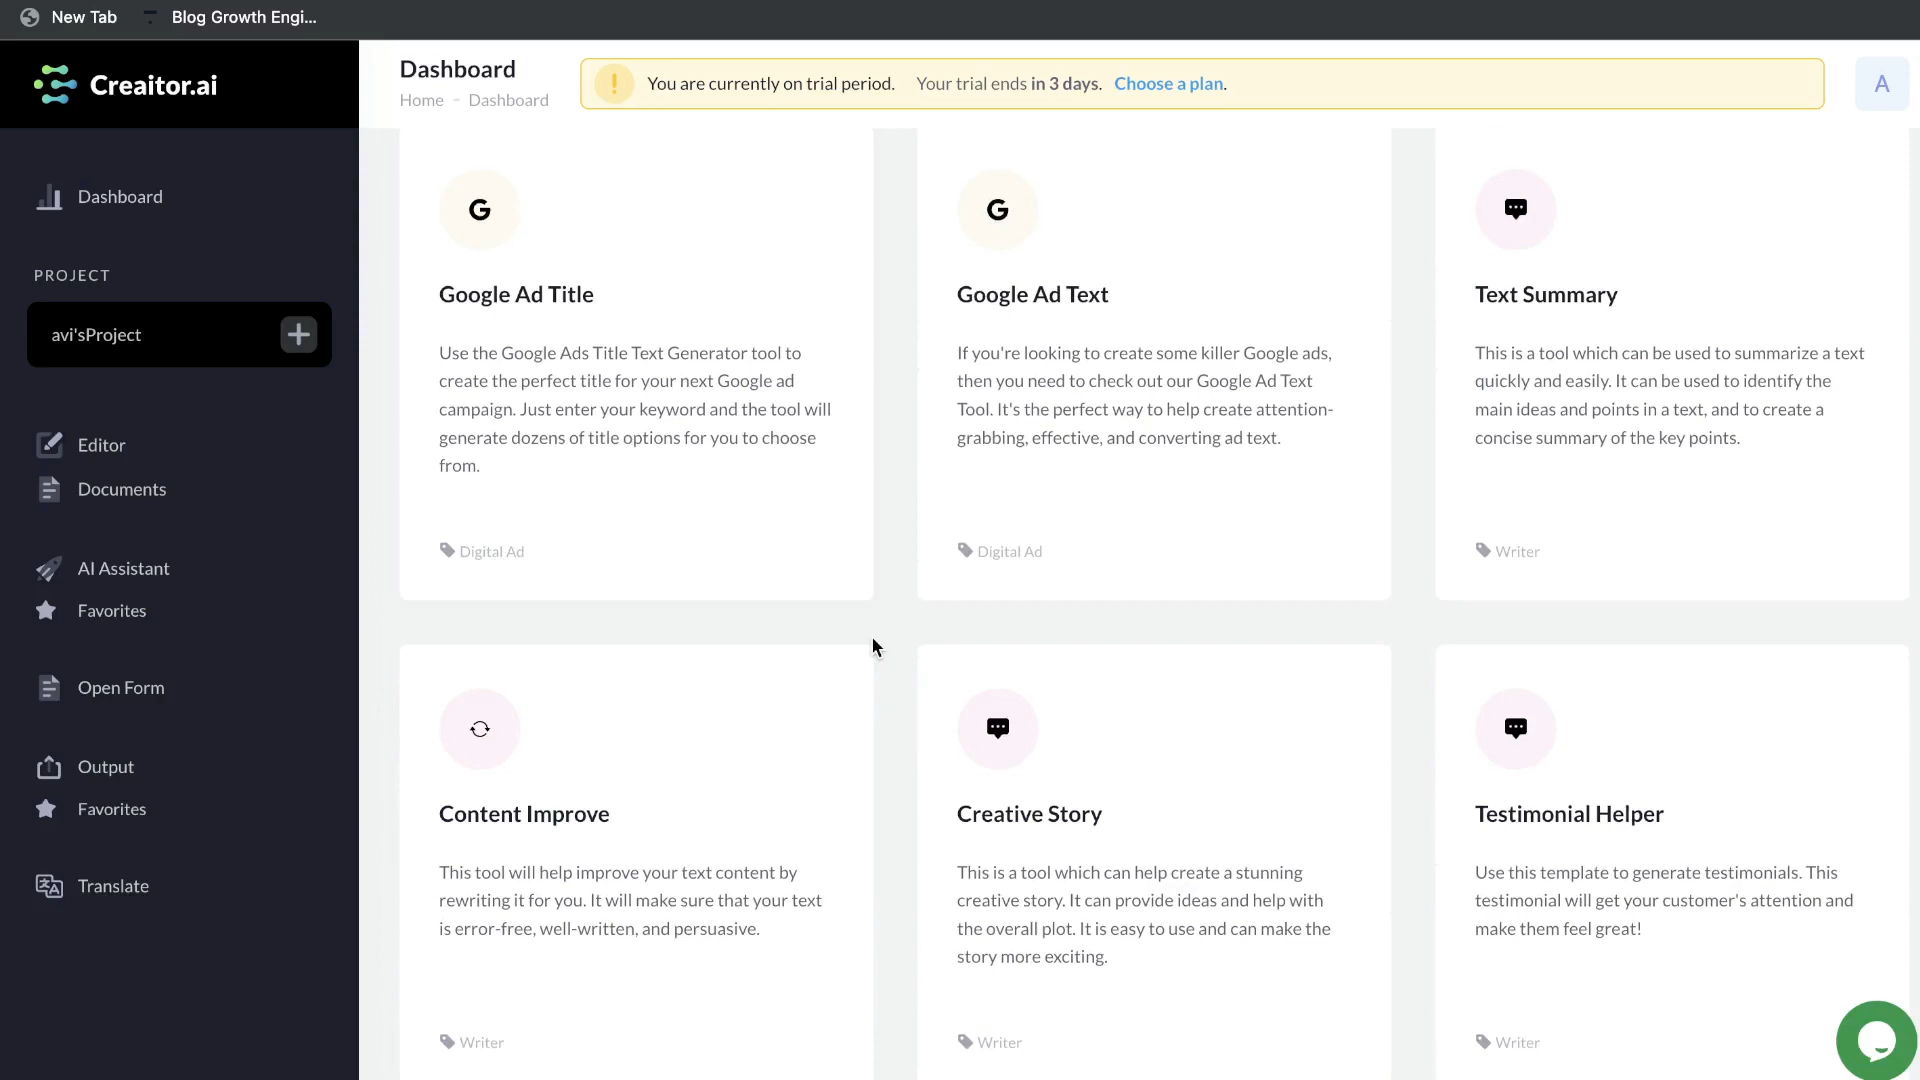 New Tab
Blog Growth Engi...
Creaitor.ai
Dashboard
Home - Dashboard
! You are currently on trial period. Your trial ends in 3 days. Choose a plan.
A
Dashboard
PROJECT
avi'sProject
Editor
Documents
AI Assistant
Favorites
Open Form
Output
Favorites
Translate
G
Google Ad Title
Use the Google Ads Title Text Generator tool to
create the perfect title for your next Google ad
campaign. Just enter your keyword and the tool will
generate dozens of title options for you to choose
from.
Digital Ad
G
Google Ad Text
If you're looking to create some killer Google ads,
then you need to check out our Google Ad Text
Tool. It's the perfect way to help create attention-
grabbing, effective, and converting ad text.
Digital Ad
Text Summary
This is a tool which can be used to summarize a text
quickly and easily. It can be used to identify the
main ideas and points in a text, and to create a
concise summary of the key points.
Writer
Content Improve
This tool will help improve your text content by
rewriting it for you. It will make sure that your text
is error-free, well-written, and persuasive.
Writer
Creative Story
This is a tool which can help create a stunning
creative story. It can provide ideas and help with
the overall plot. It is easy to use and can make the
story more exciting.
Writer
Testimonial Helper
Use this template to generate testimonials. This
testimonial will get your customer's attention and
make them feel great!
Writer